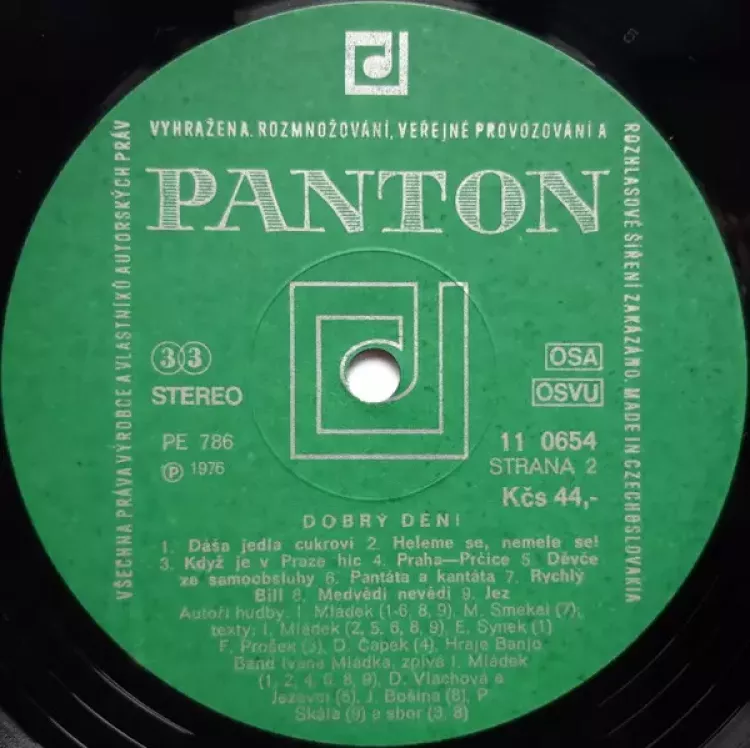 VYHRAŽENA. ROZMNOŽOVÁNÍ, VEŘEJNÉ PROVOZOVÁNÍ A
ROZHLASOVÉ ŠÍŘENÍ ZAKÁZÁNO. MADE IN CZECHOSLOVAKIA
VŠECHNA PRÁVA VÝROBCE A VLASTNÍKŮ AUTORSKÝCH PRÁV
PANTON
33
STEREO
OSA
OSVU
PE 786
Ⓟ 1976
11 0654
STRANA 2
Kčs 44,-
DOBRÝ DEN!
1. Dáša jedla cukroví 2. Heleme se, nemele se!
3. Když je v Praze hic 4. Praha—Prčice 5. Děvče
ze samoobsluhy 6. Pantáta a kantáta 7. Rychlý
Bill 8. Medvědi nevědí 9. Jez
Autoři hudby: I. Mládek (1-6, 8, 9), M. Smekal (7);
texty: I. Mládek (2, 5, 6, 8, 9), E. Synek (1)
F. Prošek (3), D. Čapek (4). Hraje Banjo
Band Ivana Mládka, zpívá I. Mládek
(1, 2, 4, 6, 8, 9), D. Vlachová a
Jezevci (5), J. Bošina (8), P.
Skála (9) a sbor (3, 8)